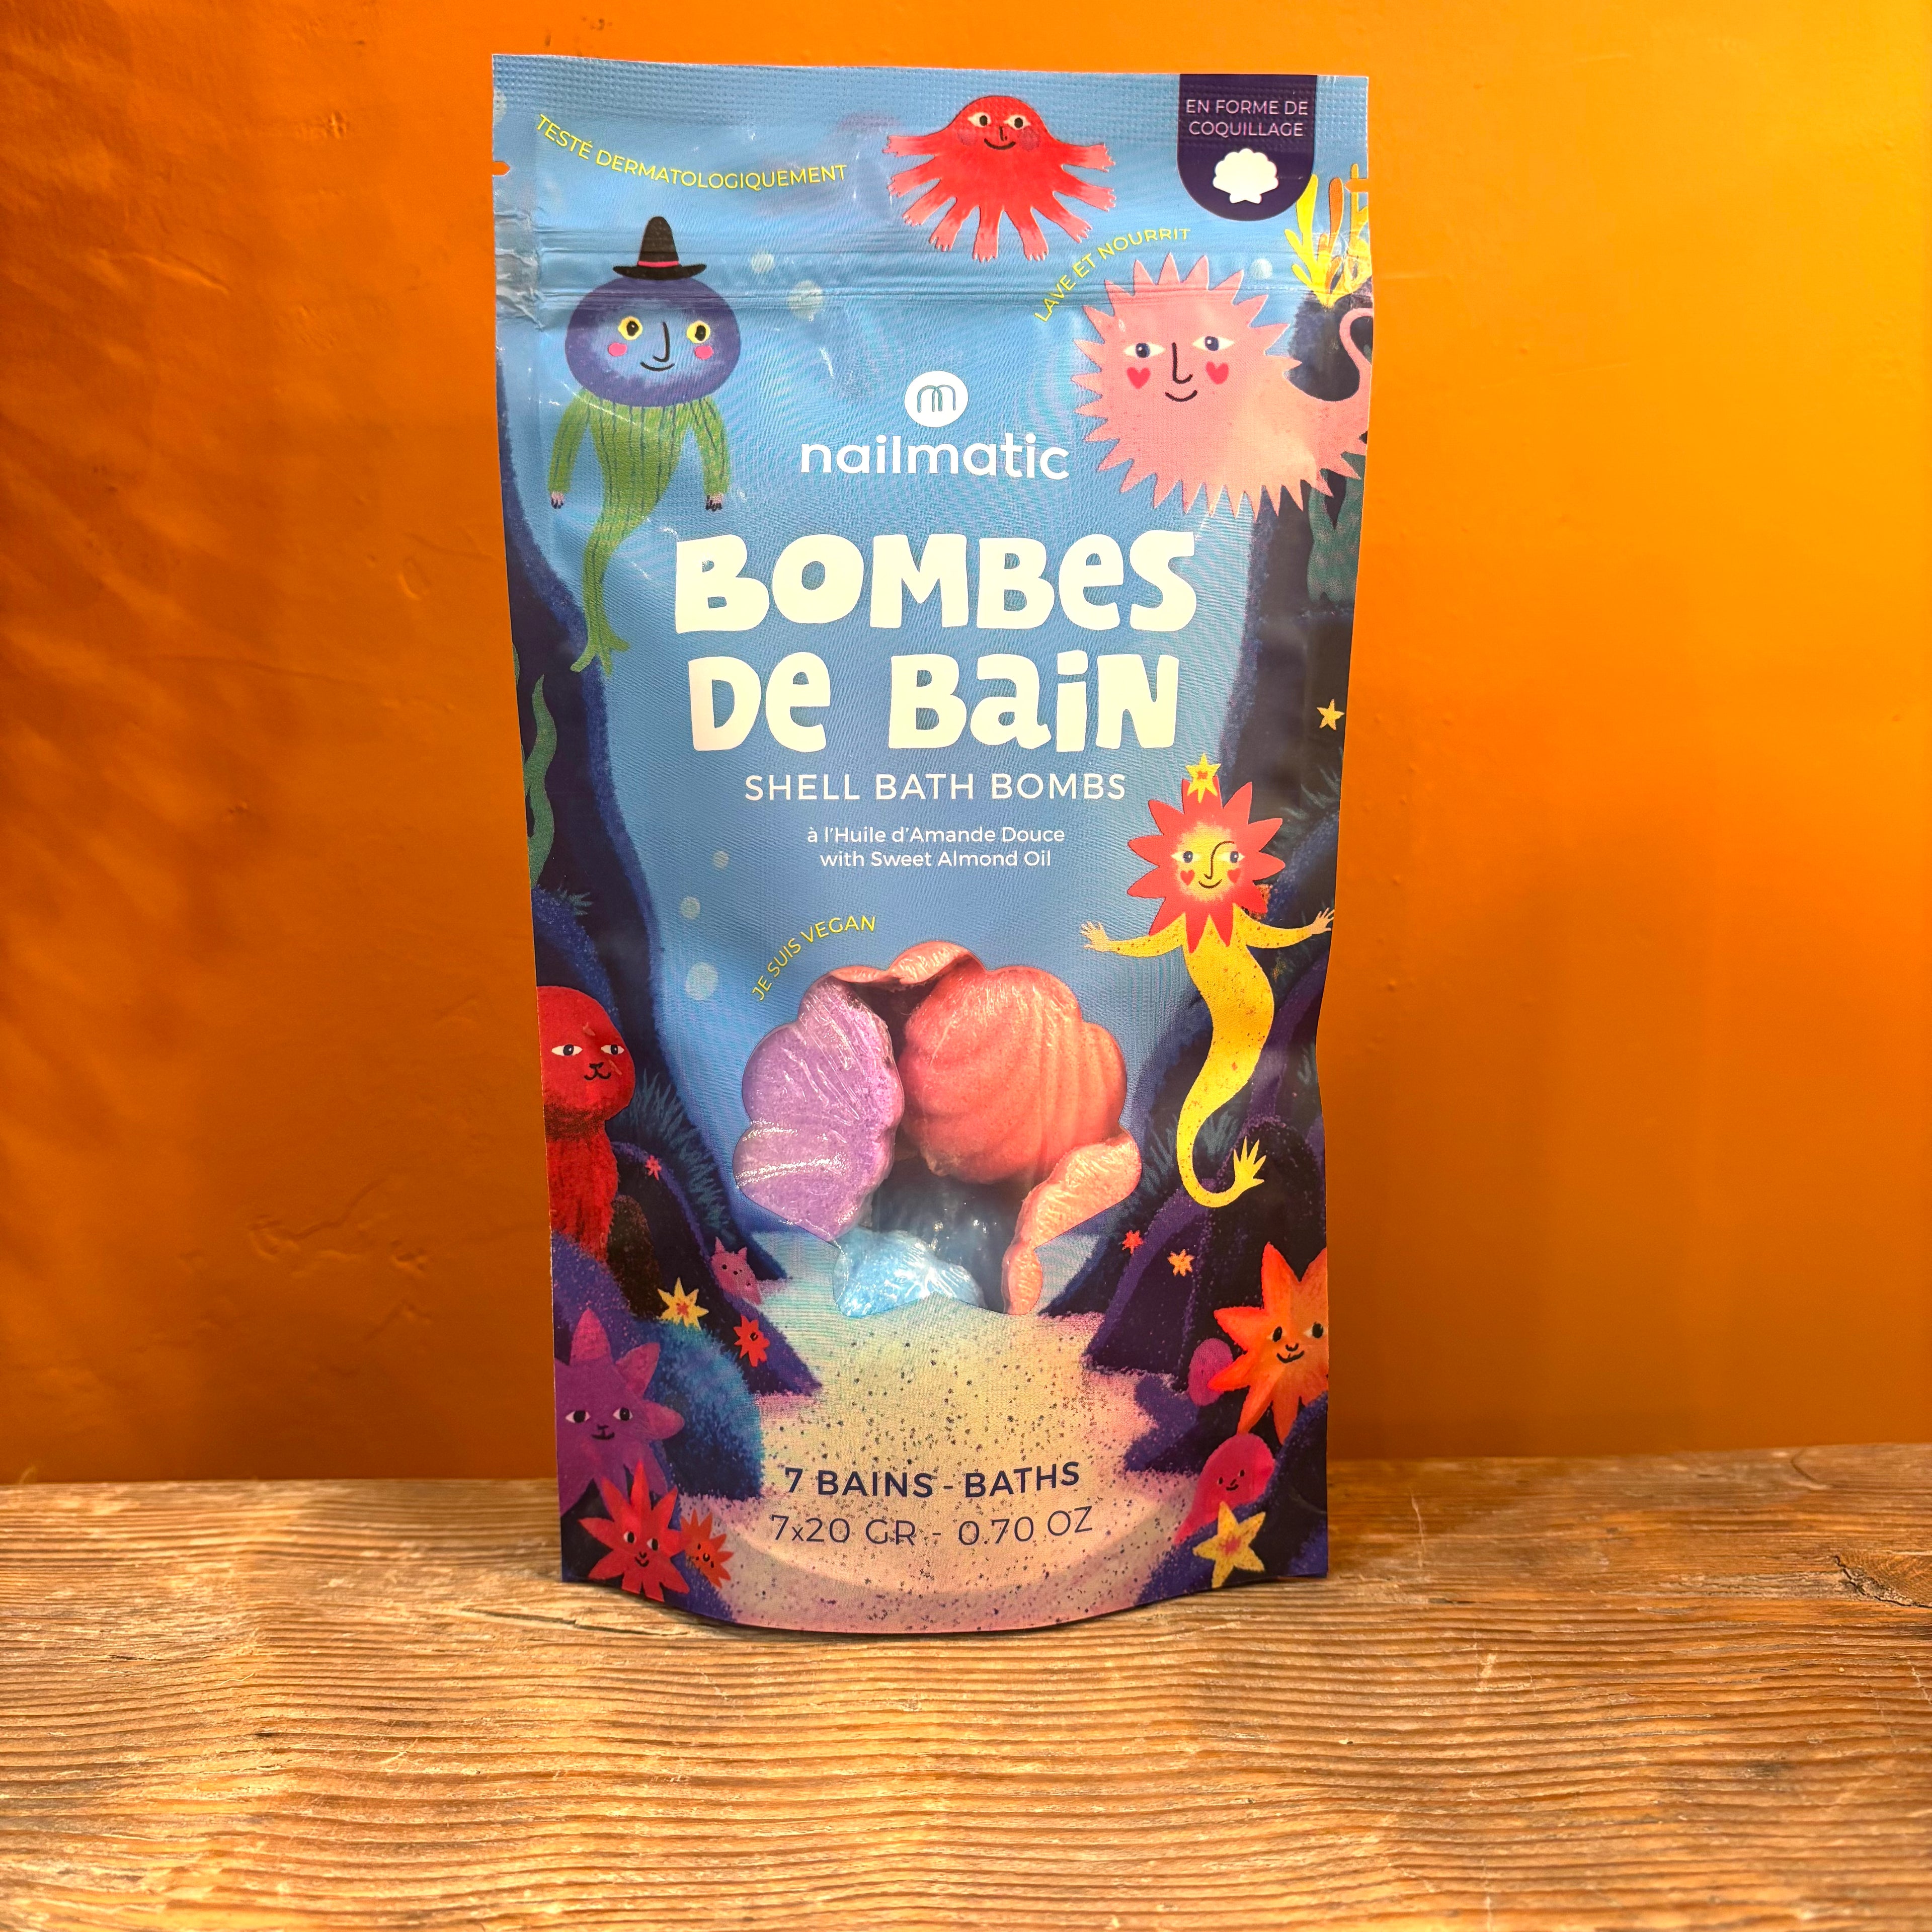 TESTÉ DERMATOLOGIQUEMENT
EN FORME DE
COQUILLAGE
LAVE ET NOURRIT
nailmatic
BOMBES
DE BAIN
SHELL BATH BOMBS
à l'Huile d'Amande Douce
with Sweet Almond Oil
JE SUIS VEGAN
7 BAINS - BATHS
7x20 GR - 0.70 OZ